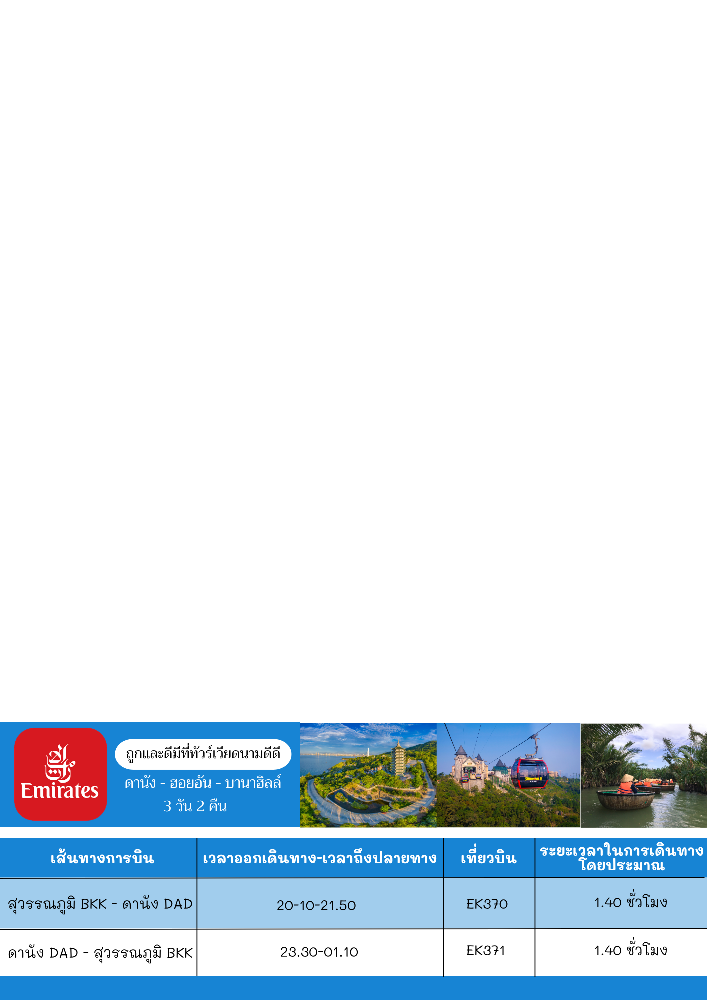 الإمارات
Emirates
ถูกและดีมีที่ทัวร์เวียดนามดีดี
ดานัง - ฮอยอัน - บานาฮิลล์
3 วัน 2 คืน
SUN WORLD
เส้นทางการบิน เวลาออกเดินทาง-เวลาถึงปลายทาง เที่ยวบิน ระยะเวลาในการเดินทาง
โดยประมาณ
สุวรรณภูมิ BKK - ดานัง DAD 20-10-21.50 EK370 1.40 ชั่วโมง
ดานัง DAD - สุวรรณภูมิ BKK 23.30-01.10 EK371 1.40 ชั่วโมง